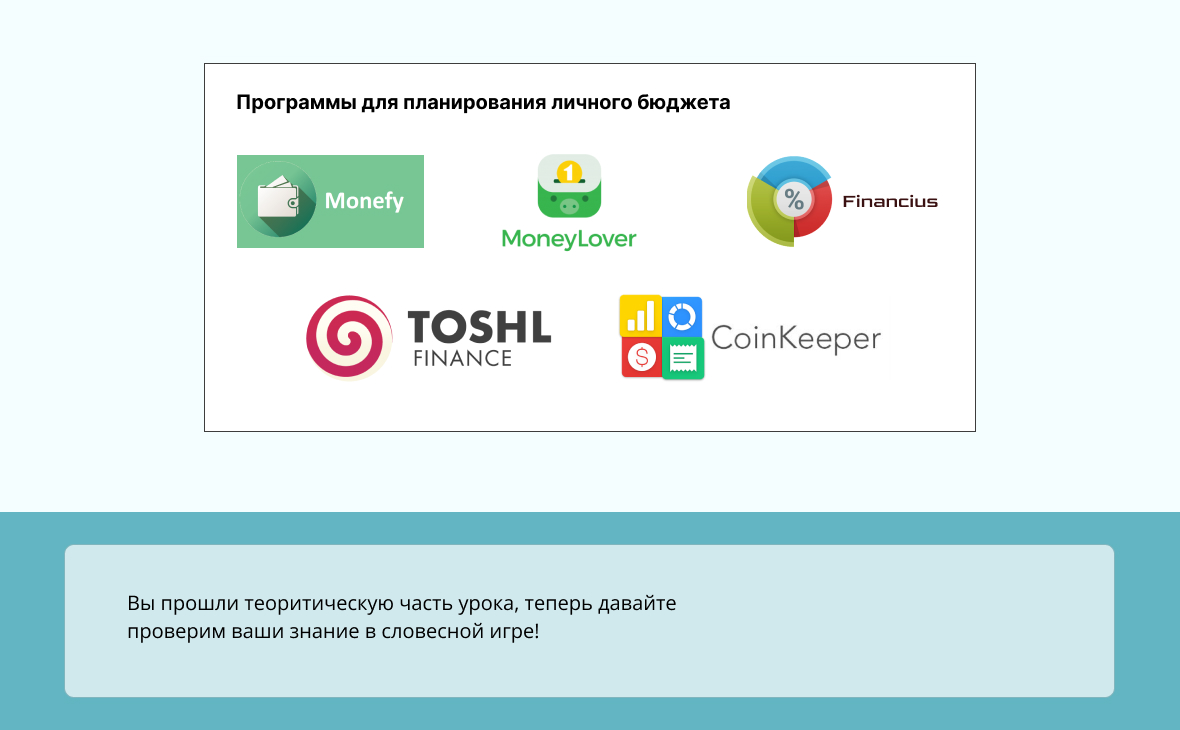 Программы для планирования личного бюджета
Monefy
1
MoneyLover
%
Financius
TOSHL
FINANCE
$
CoinKeeper
Вы прошли теоритическую часть урока, теперь давайте
проверим ваши знание в словесной игре!